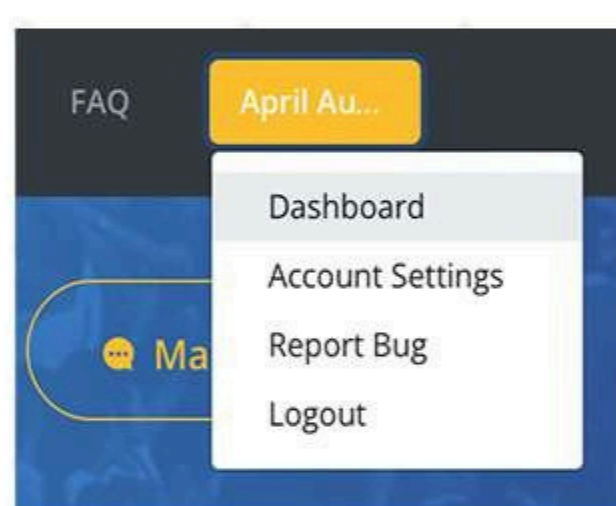 FAQ
April Au...
Dashboard
Account Settings
Report Bug
Logout
Ma